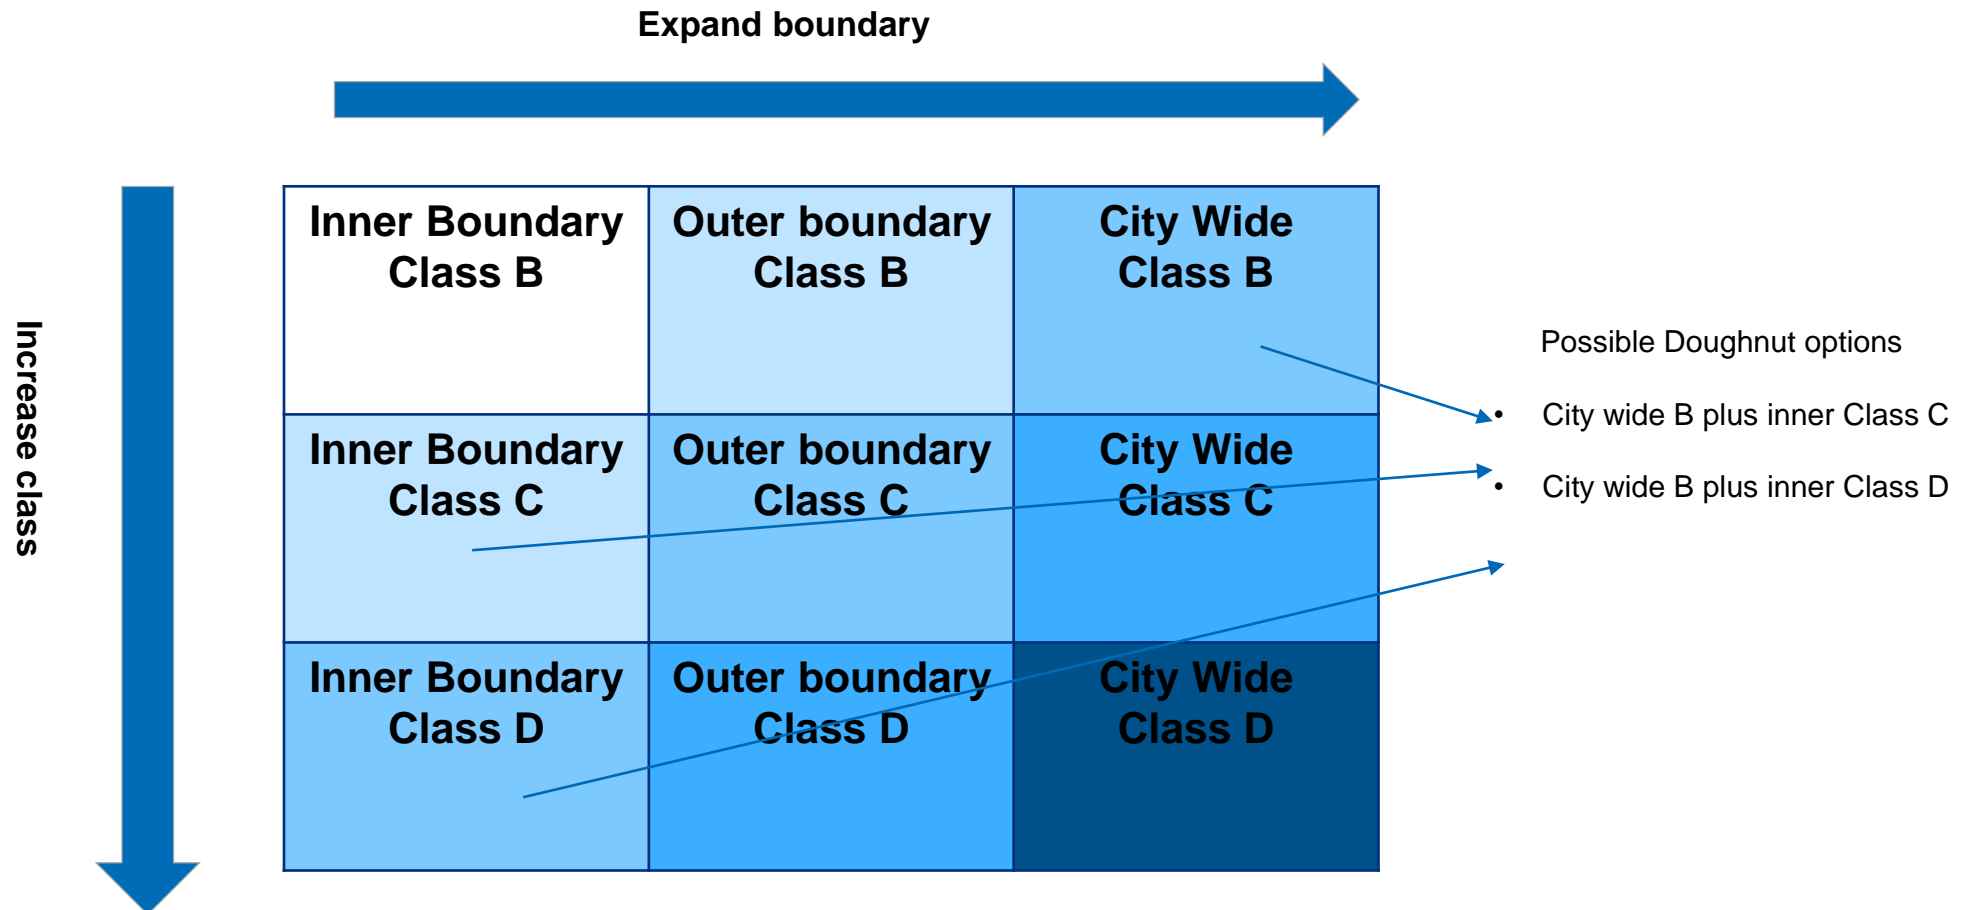 Expand boundary
Increase class
Inner Boundary
Class B
Outer boundary
Class B
City Wide
Class B
Inner Boundary
Class C
Outer boundary
Class C
City Wide
Class C
Inner Boundary
Class D
Outer boundary
Class D
City Wide
Class D
Possible Doughnut options
• City wide B plus inner Class C
• City wide B plus inner Class D